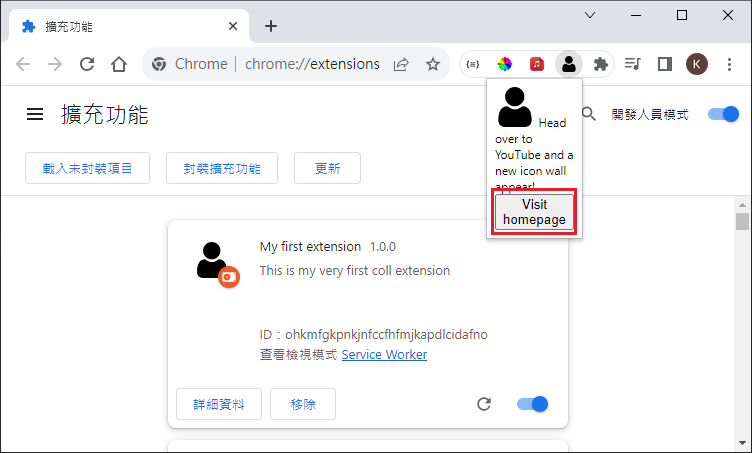 擴充功能
Chrome | chrome://extensions
K
擴充功能
開發人員模式
載入未封裝項目
封裝擴充功能
更新
Head
over to
YouTube and a
new icon wall
appear!
Visit
homepage
My first extension 1.0.0
This is my very first coll extension
ID：ohkmfgkpnkjnfccfhfmjkapdlcidafno
查看檢視模式 Service Worker
詳細資料
移除